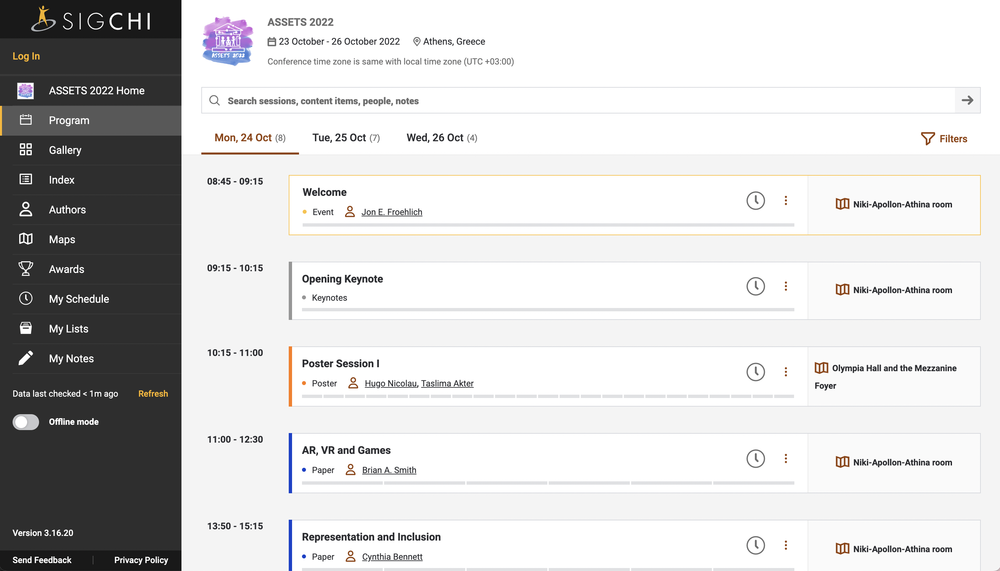 SIGCHI
Log In
ASSETS 2022 Home
Program
Gallery
Index
Authors
Maps
Awards
My Schedule
My Lists
My Notes
Data last checked < 1m ago Refresh
Offline mode
Version 3.16.20
Send Feedback Privacy Policy
ASSETS 2022
ASSETS 2022
23 October - 26 October 2022 Athens, Greece
Conference time zone is same with local time zone (UTC +03:00)
Search sessions, content items, people, notes
Mon, 24 Oct (8) Tue, 25 Oct (7) Wed, 26 Oct (4) Filters
08:45 - 09:15
Welcome
Event Jon E. Froehlich
Niki-Apollon-Athina room
09:15 - 10:15
Opening Keynote
Keynotes
Niki-Apollon-Athina room
10:15 - 11:00
Poster Session I
Poster Hugo Nicolau, Taslima Akter
Olympia Hall and the Mezzanine
Foyer
11:00 - 12:30
AR, VR and Games
Paper Brian A. Smith
Niki-Apollon-Athina room
13:50 - 15:15
Representation and Inclusion
Paper Cynthia Bennett
Niki-Apollon-Athina room